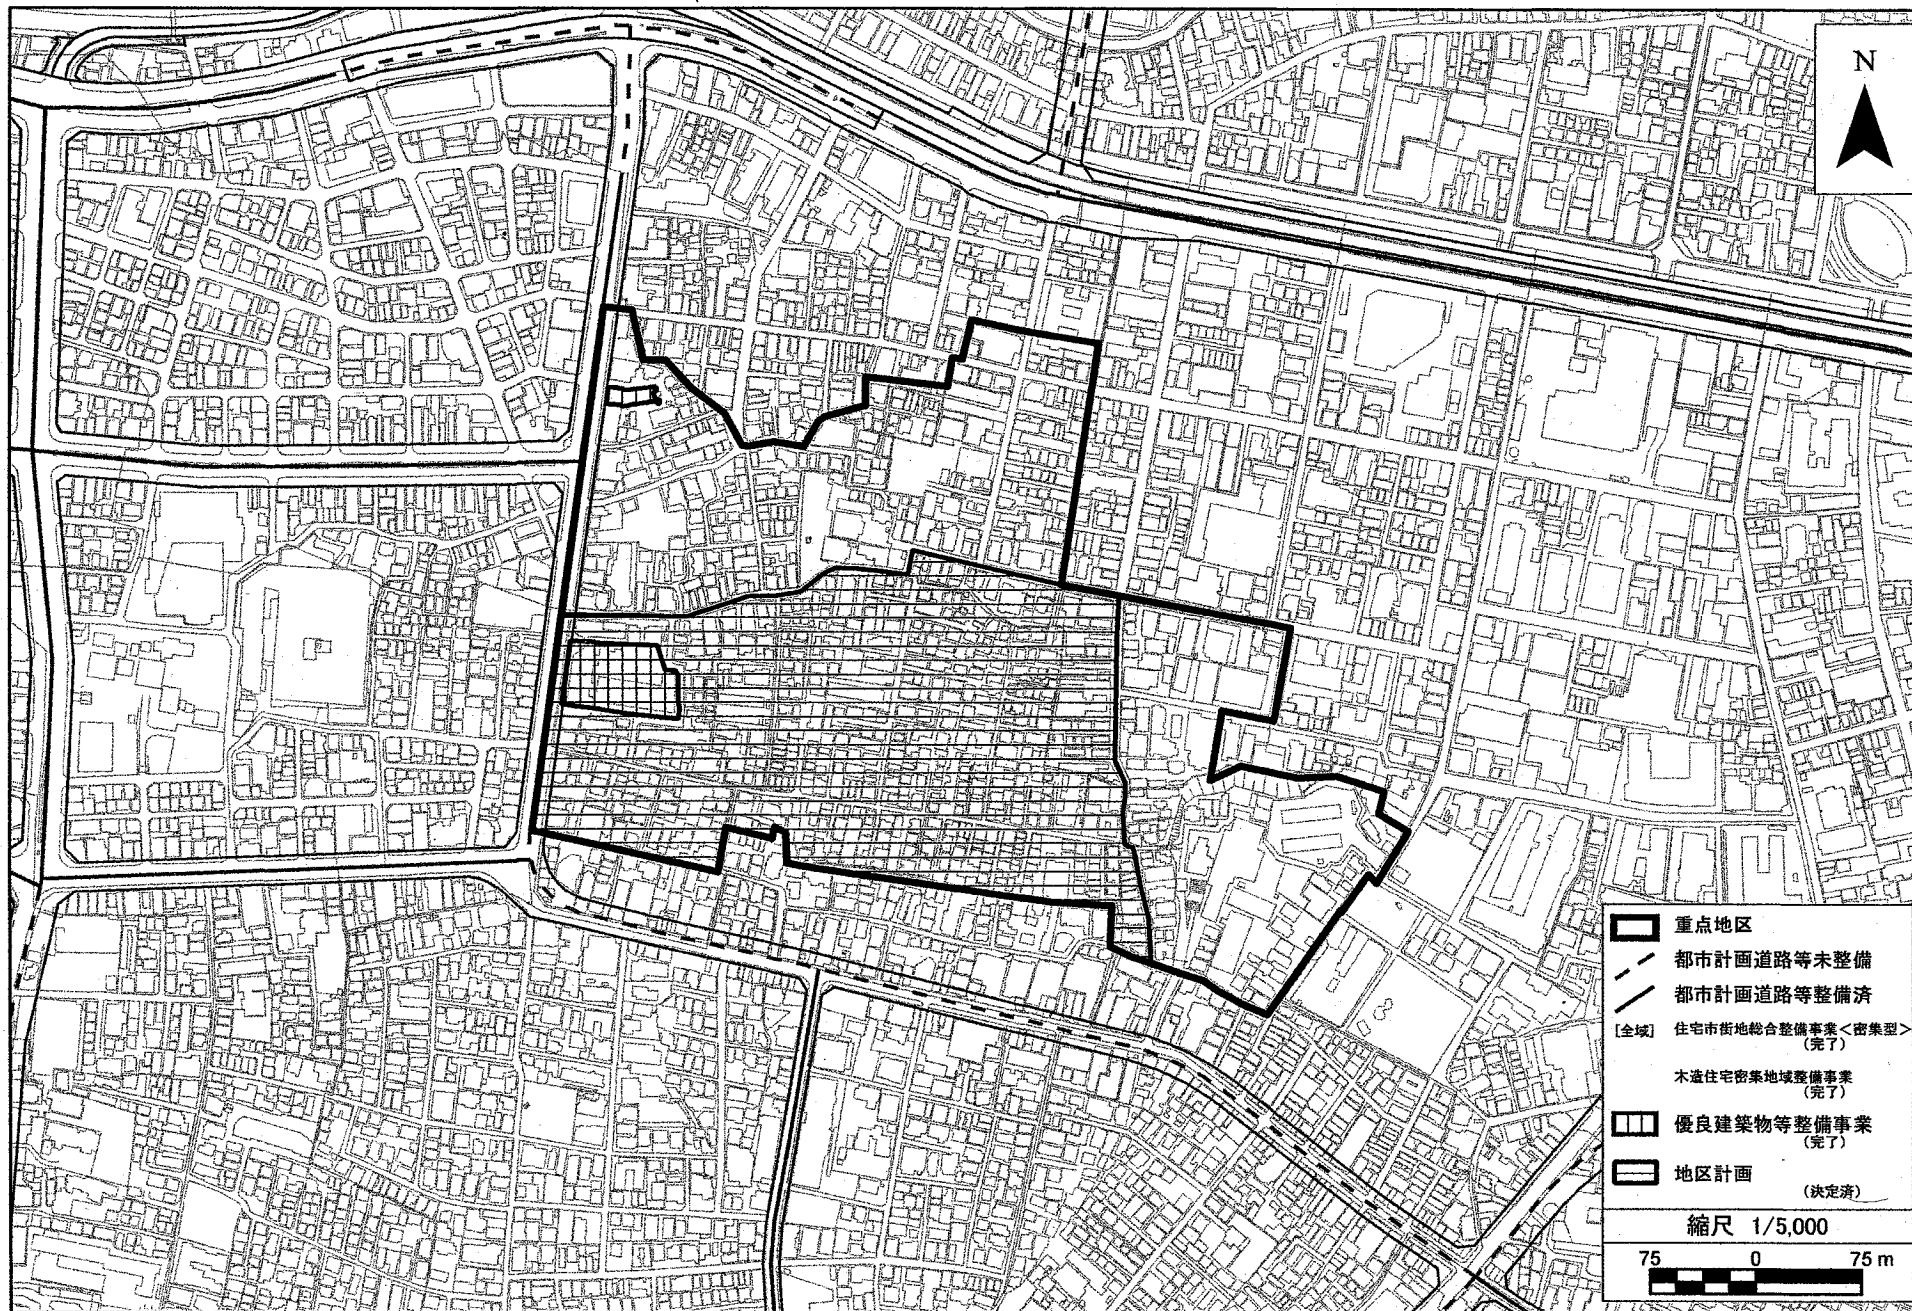 N
重点地区
都市計画道路等未整備
都市計画道路等整備済
[全域] 住宅市街地総合整備事業<密集型>
(完了)
木造住宅密集地域整備事業
(完了)
優良建築物等整備事業
(完了)
地区計画
(決定済)
縮尺 1/5,000
75 0 75 m